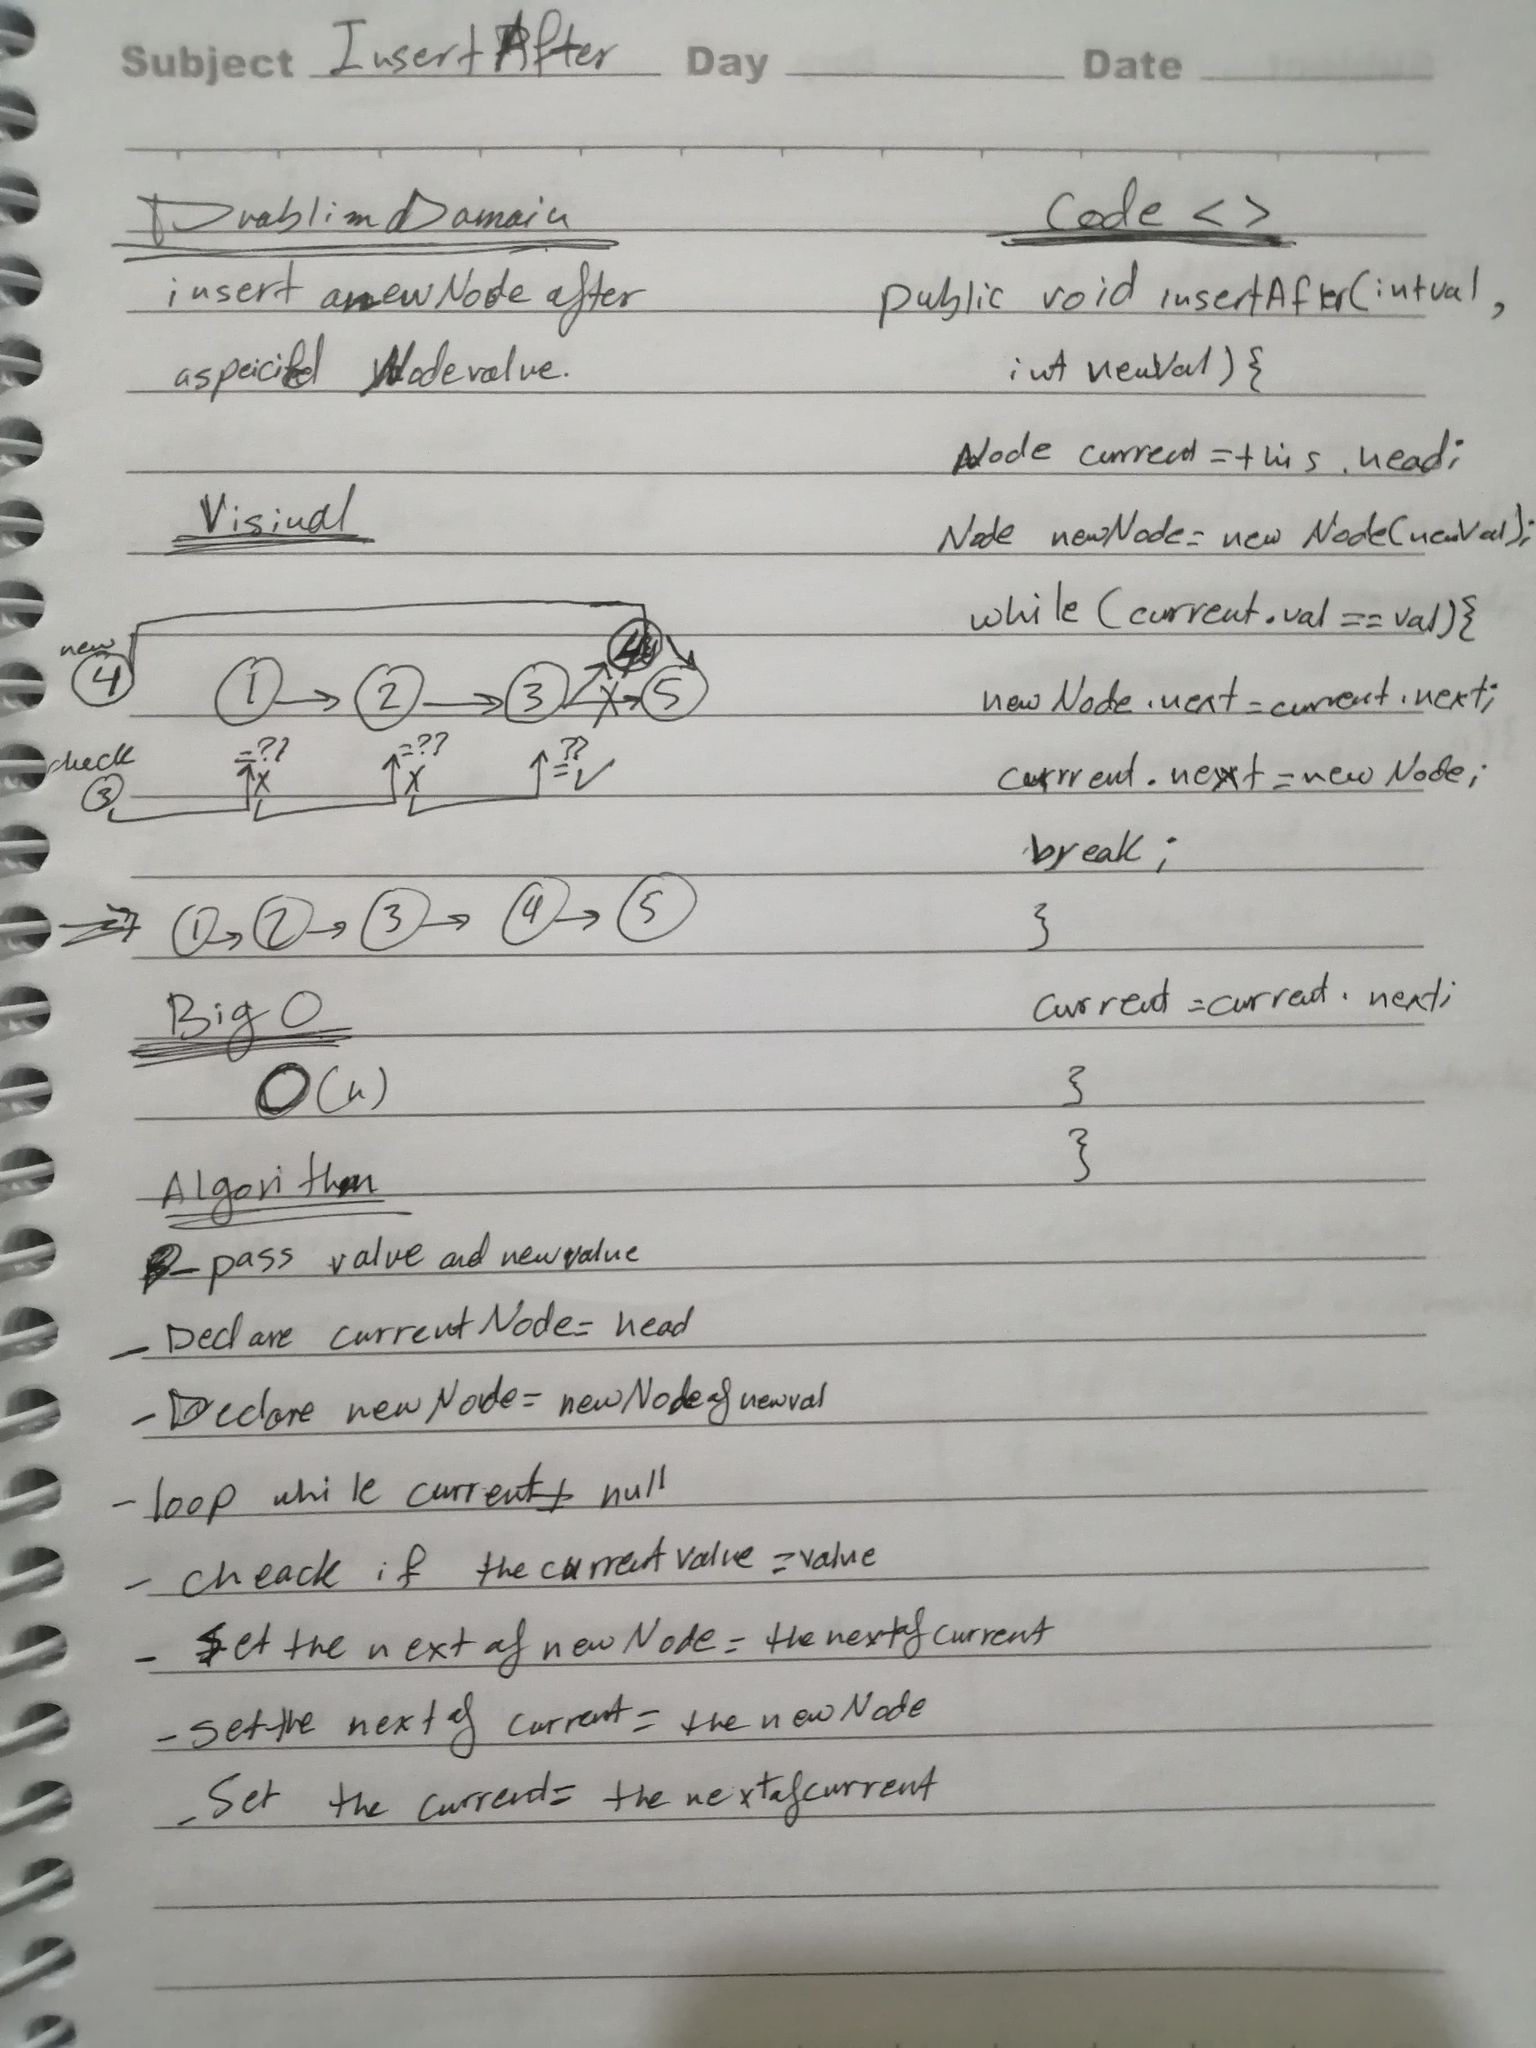 Subject Insert After Day Date
Problim Domain
insert a new Node after
a speicifed Node value.
Visiual
new
4 1 2 3 4 5
X
=?? =?? ??
check X X = ✓
3
1 2 3 4 5
Big O
O(n)
Algorithm
- pass value and new value
- Declare current Node = head
- Declare new Node = new Node of newval
- loop while current ≠ null
- cheack if the current value = value
- Set the next of new Node = the next of current
- Set the next of current = the new Node
- Set the current = the next of current
Code < >
public void insertAfter(int val,
int newVal) {
Node current = this.head;
Node newNode = new Node(newVal);
while (current.val == val) {
newNode.next = current.next;
current.next = newNode;
break;
}
current = current.next;
}
}